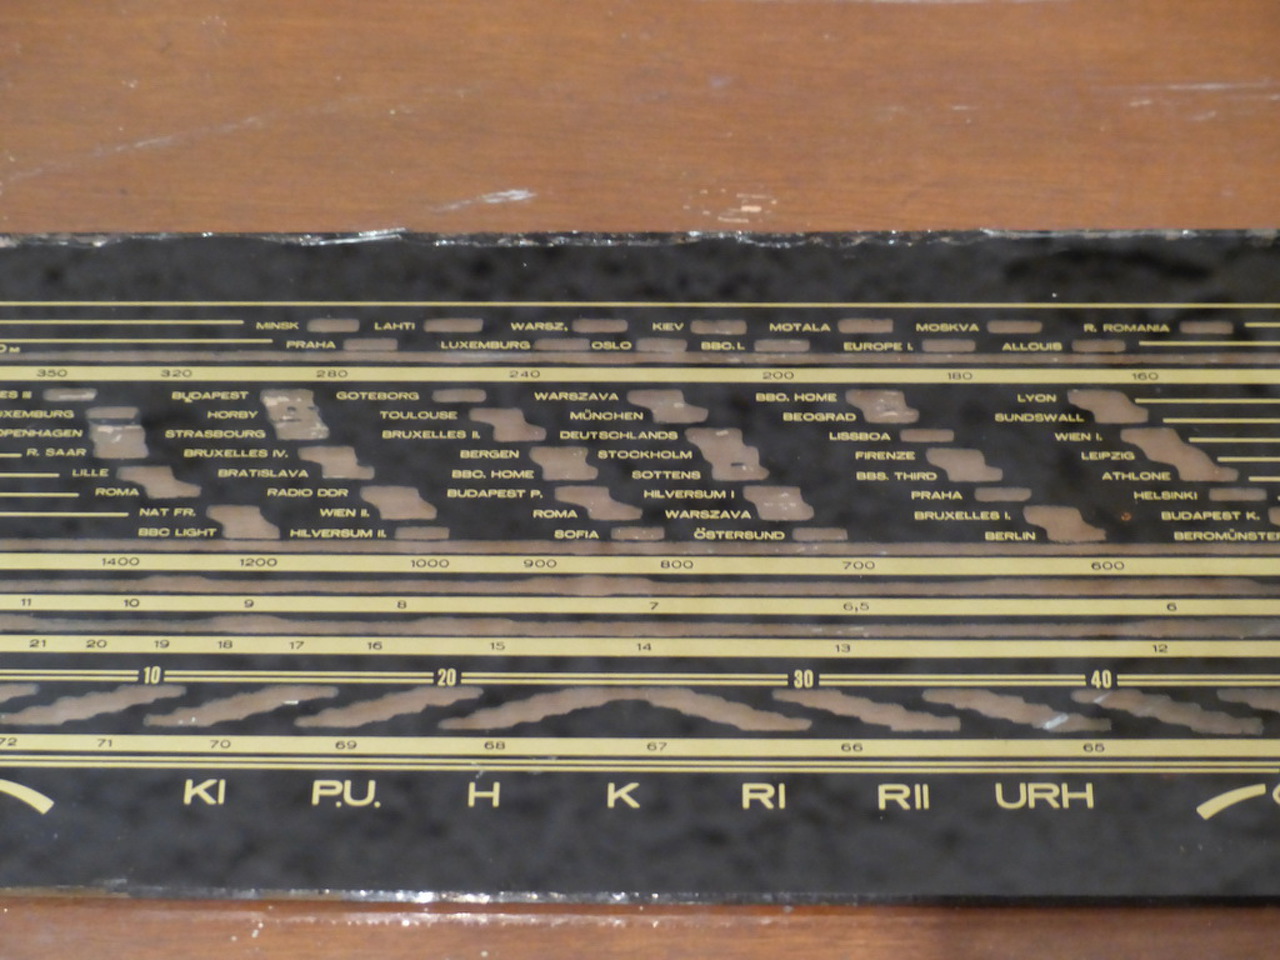 MINSK LAHTI WARSZ. KIEV MOTALA MOSKVA R. ROMANIA
PRAHA LUXEMBURG OSLO BBC.I. EUROPE I. ALLOUIS
350 320 280 240 200 180 160
BUDAPEST GOTEBORG WARSZAVA BBC. HOME LYON
HORBY TOULOUSE MÜNCHEN BEOGRAD SUNDSWALL
STRASBOURG BRUXELLES II. DEUTSCHLANDS LISSBOA WIEN I.
R. SAAR BRUXELLES IV. BERGEN STOCKHOLM FIRENZE LEIPZIG
LILLE BRATISLAVA BBC. HOME SOTTENS BBS. THIRD ATHLONE
ROMA RADIO DDR BUDAPEST P. HILVERSUM I PRAHA HELSINKI
NAT FR. WIEN II. ROMA WARSZAVA BRUXELLES I. BUDAPEST K.
BBC LIGHT HILVERSUM II. SOFIA ÖSTERSUND BERLIN BEROMÜNSTER
1400 1200 1000 900 800 700 600
11 10 9 8 7 6,5 6
21 20 19 18 17 16 15 14 13 12
10 20 30 40
72 71 70 69 68 67 66 65
KI P.U. H K RI RII URH